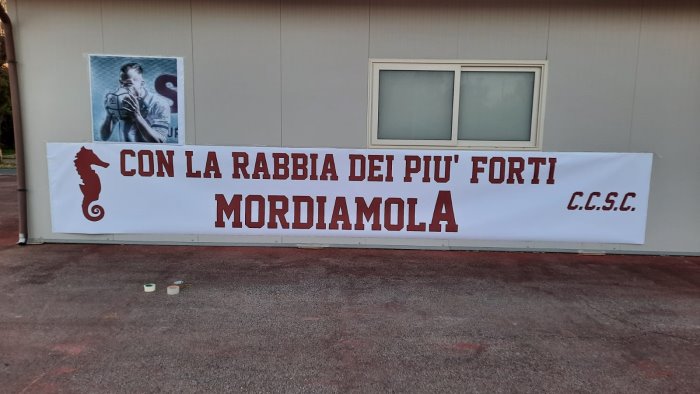 CON LA RABBIA DEI PIU' FORTI
MORDIAMOLA
C.C.S.C.